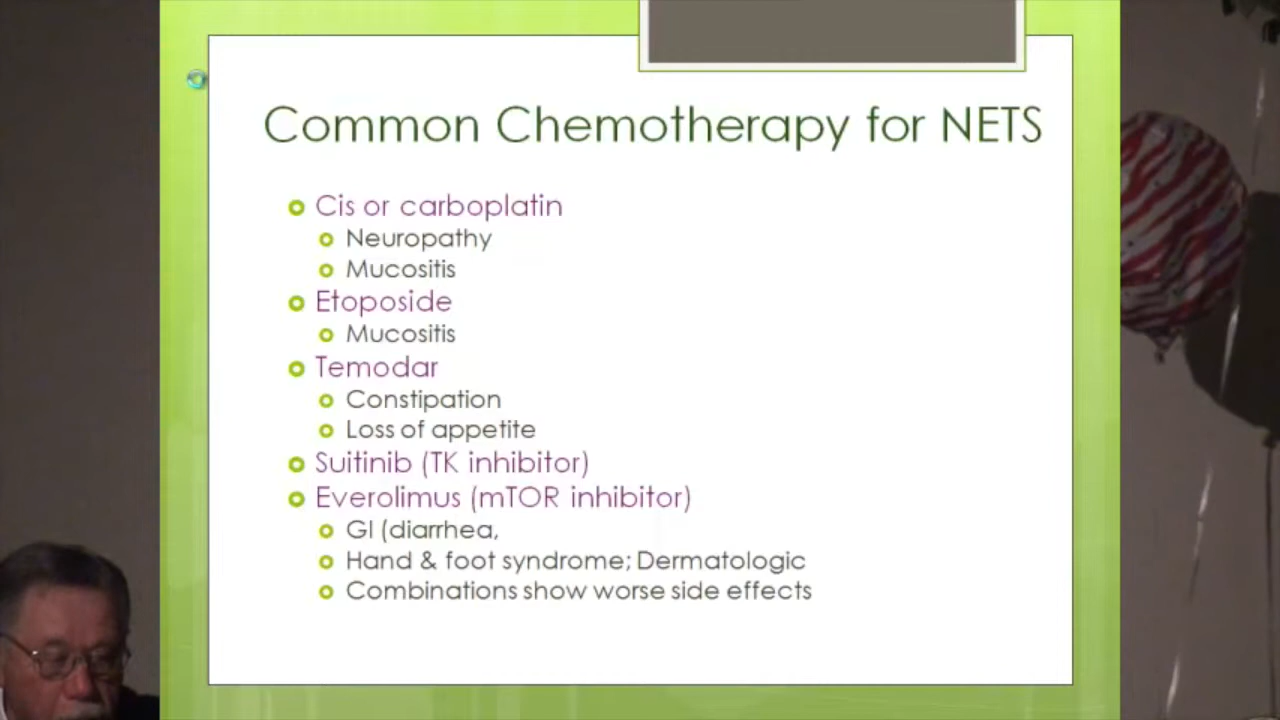 Common Chemotherapy for NETS
Cis or carboplatin
Neuropathy
Mucositis
Etoposide
Mucositis
Temodar
Constipation
Loss of appetite
Suitinib (TK inhibitor)
Everolimus (mTOR inhibitor)
GI (diarrhea,
Hand & foot syndrome; Dermatologic
Combinations show worse side effects